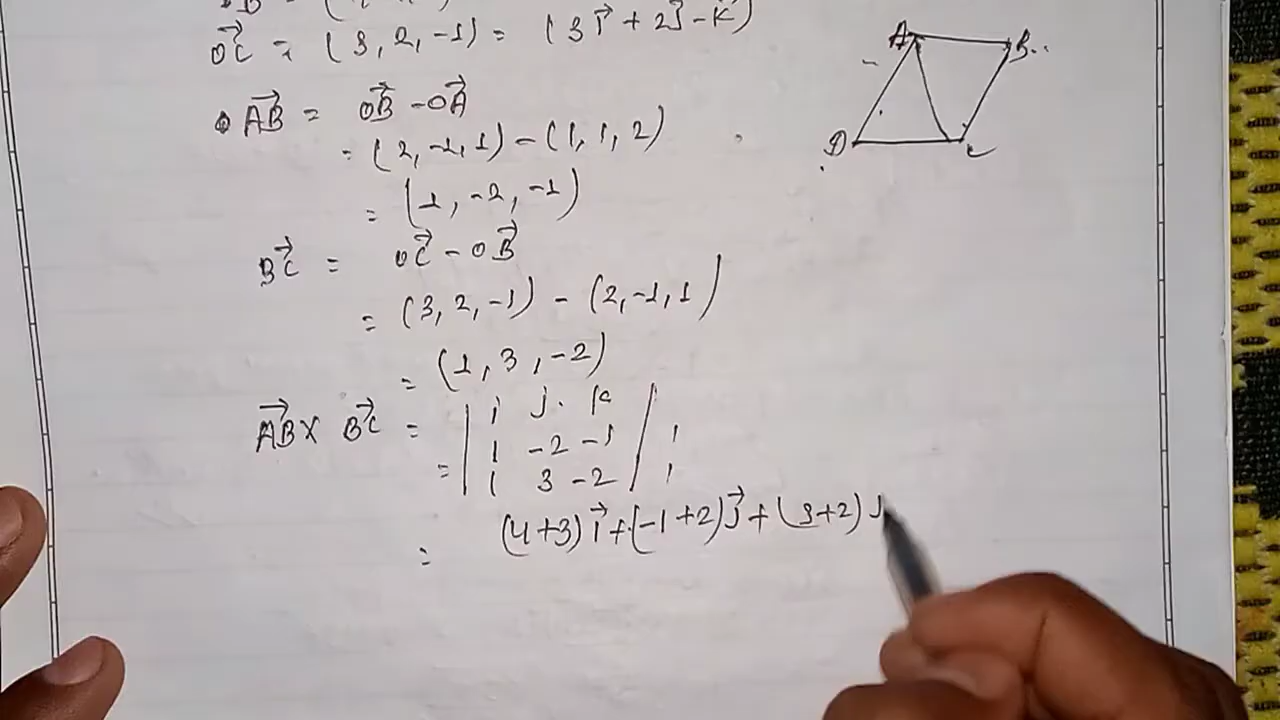 OC⃗ = (3, 2, -1) = (3i⃗ + 2j⃗ - k⃗)
AB⃗ = OB⃗ - OA⃗
= (2, -1, 1) - (1, 1, 2)
= (1, -2, -1)
BC⃗ = OC⃗ - OB⃗
= (3, 2, -1) - (2, -1, 1)
= (1, 3, -2)
AB⃗ × BC⃗ = | i j k |
= | 1 -2 -1 |
| 1 3 -2 |
= (4+3) i⃗ + (-1+2) j⃗ + (3+2)
A B
D C